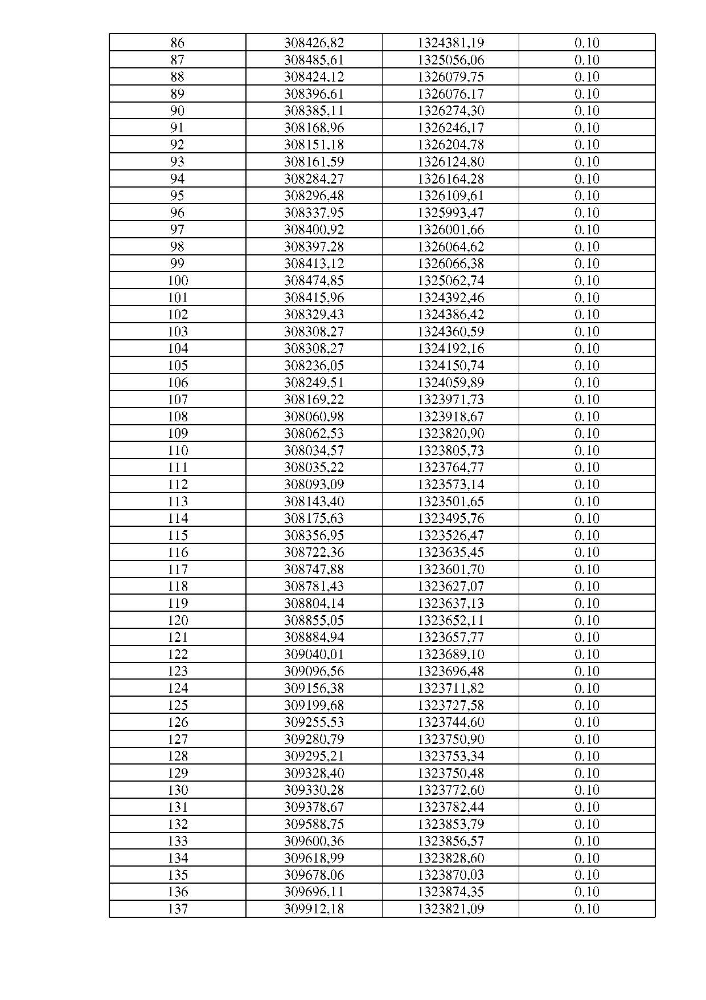 86 308426,82 1324381,19 0.10
87 308485,61 1325056,06 0.10
88 308424,12 1326079,75 0.10
89 308396,61 1326076,17 0.10
90 308385,11 1326274,30 0.10
91 308168,96 1326246,17 0.10
92 308151,18 1326204,78 0.10
93 308161,59 1326124,80 0.10
94 308284,27 1326164,28 0.10
95 308296,48 1326109,61 0.10
96 308337,95 1325993,47 0.10
97 308400,92 1326001,66 0.10
98 308397,28 1326064,62 0.10
99 308413,12 1326066,38 0.10
100 308474,85 1325062,74 0.10
101 308415,96 1324392,46 0.10
102 308329,43 1324386,42 0.10
103 308308,27 1324360,59 0.10
104 308308,27 1324192,16 0.10
105 308236,05 1324150,74 0.10
106 308249,51 1324059,89 0.10
107 308169,22 1323971,73 0.10
108 308060,98 1323918,67 0.10
109 308062,53 1323820,90 0.10
110 308034,57 1323805,73 0.10
111 308035,22 1323764,77 0.10
112 308093,09 1323573,14 0.10
113 308143,40 1323501,65 0.10
114 308175,63 1323495,76 0.10
115 308356,95 1323526,47 0.10
116 308722,36 1323635,45 0.10
117 308747,88 1323601,70 0.10
118 308781,43 1323627,07 0.10
119 308804,14 1323637,13 0.10
120 308855,05 1323652,11 0.10
121 308884,94 1323657,77 0.10
122 309040,01 1323689,10 0.10
123 309096,56 1323696,48 0.10
124 309156,38 1323711,82 0.10
125 309199,68 1323727,58 0.10
126 309255,53 1323744,60 0.10
127 309280,79 1323750,90 0.10
128 309295,21 1323753,34 0.10
129 309328,40 1323750,48 0.10
130 309330,28 1323772,60 0.10
131 309378,67 1323782,44 0.10
132 309588,75 1323853,79 0.10
133 309600,36 1323856,57 0.10
134 309618,99 1323828,60 0.10
135 309678,06 1323870,03 0.10
136 309696,11 1323874,35 0.10
137 309912,18 1323821,09 0.10